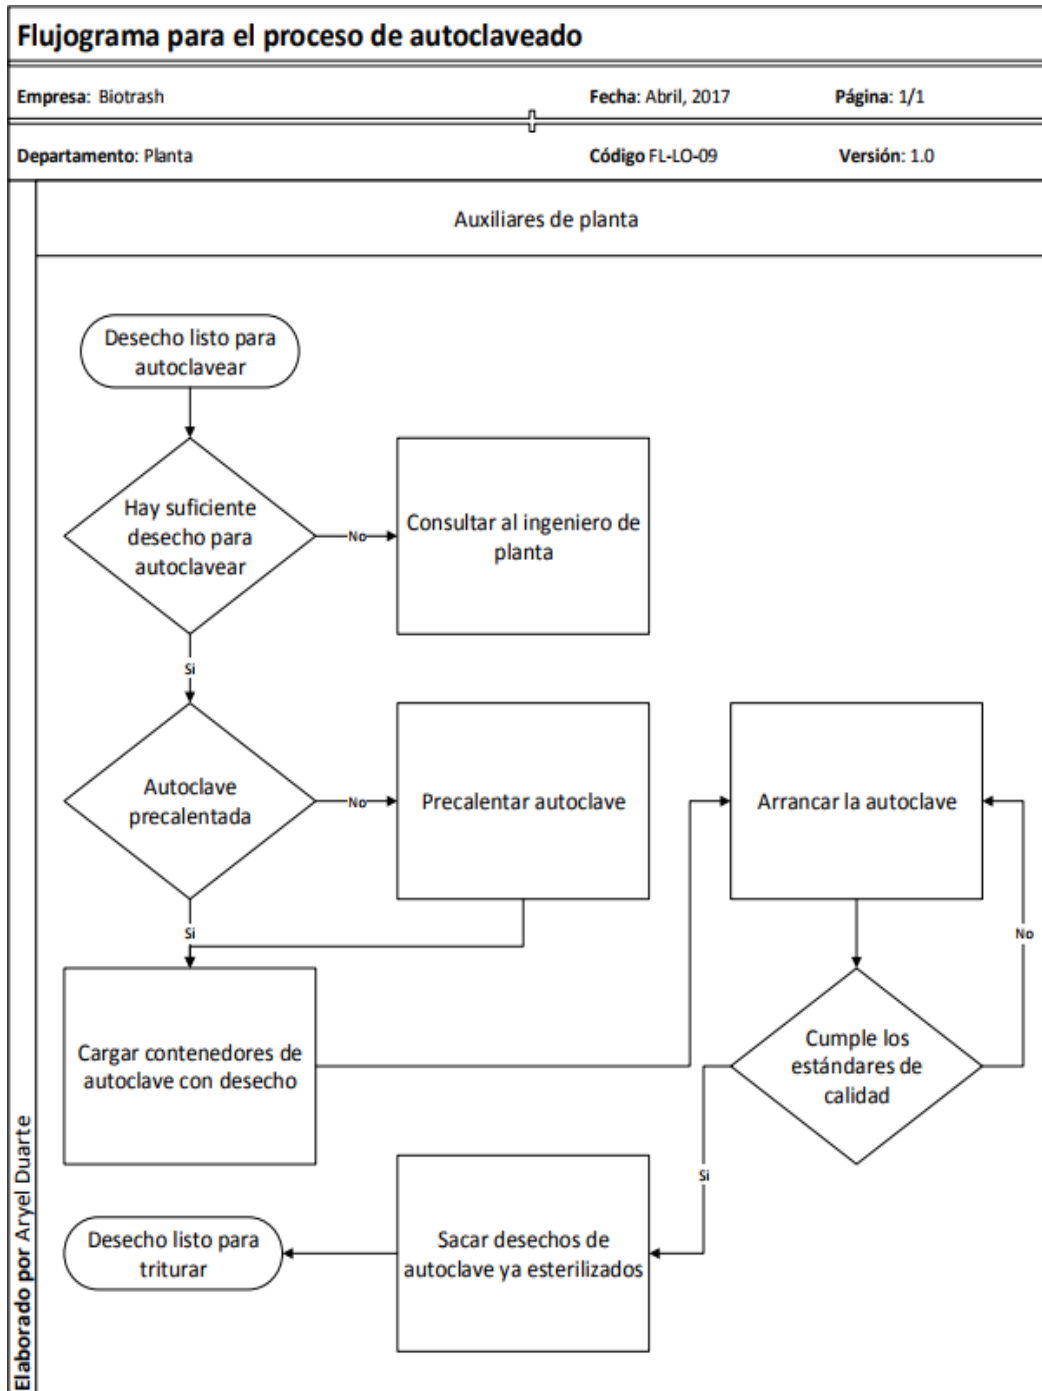 Flujograma para el proceso de autoclaveado
Empresa: Biotrash
Fecha: Abril, 2017
Página: 1/1
Departamento: Planta
Código FL-LO-09
Versión: 1.0
Auxiliares de planta
Desecho listo para
autoclavear
Hay suficiente
desecho para
autoclavear
No
Consultar al ingeniero de
planta
Si
Autoclave
precalentada
No
Precalentar autoclave
Arrancar la autoclave
Si
No
Cargar contenedores de
autoclave con desecho
Cumple los
estándares de
calidad
Si
Sacar desechos de
autoclave ya esterilizados
Desecho listo para
triturar
Elaborado por Aryel Duarte